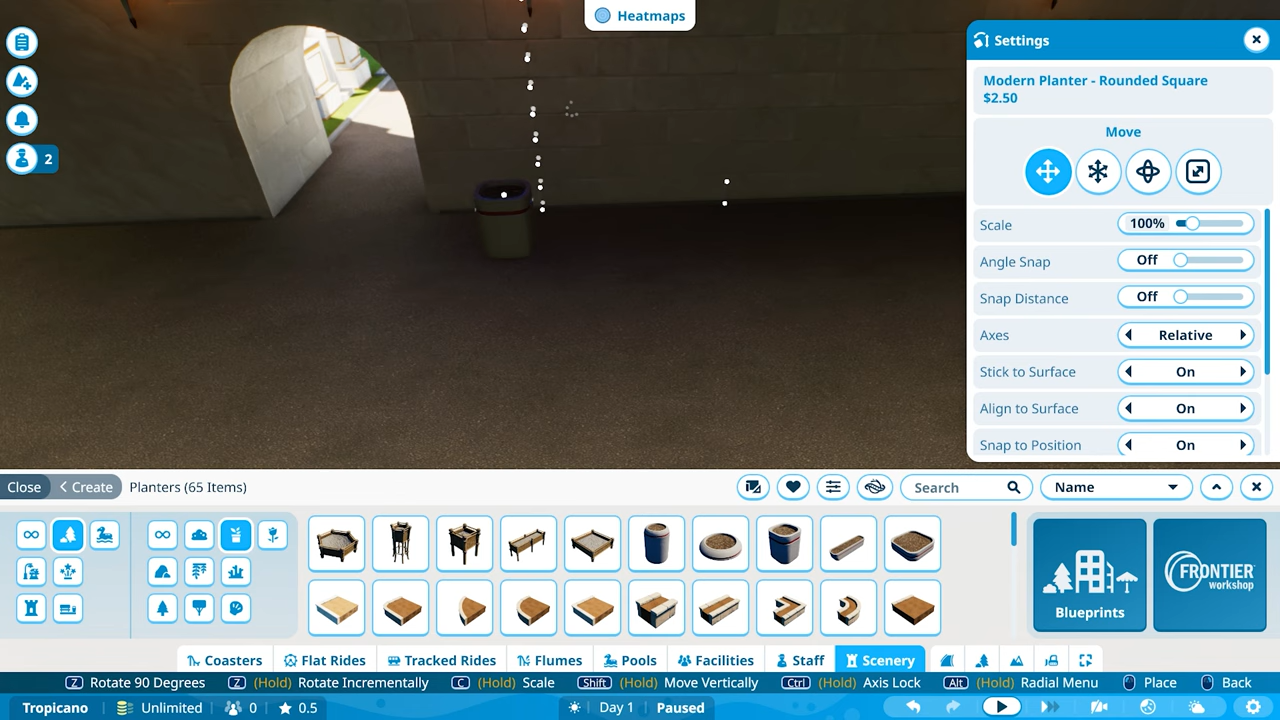 Heatmaps
2
Settings
Modern Planter - Rounded Square
$2.50
Move
Scale
100%
Angle Snap
Off
Snap Distance
Off
Axes
Relative
Stick to Surface
On
Align to Surface
On
Snap to Position
On
Close
Create
Planters (65 Items)
Search
Name
Blueprints
FRONTIER
workshop
Coasters
Flat Rides
Tracked Rides
Flumes
Pools
Facilities
Staff
Scenery
Z Rotate 90 Degrees
Z (Hold) Rotate Incrementally
C (Hold) Scale
Shift (Hold) Move Vertically
Ctrl (Hold) Axis Lock
Alt (Hold) Radial Menu
Place
Back
Tropicano
Unlimited
0
0.5
Day 1
Paused